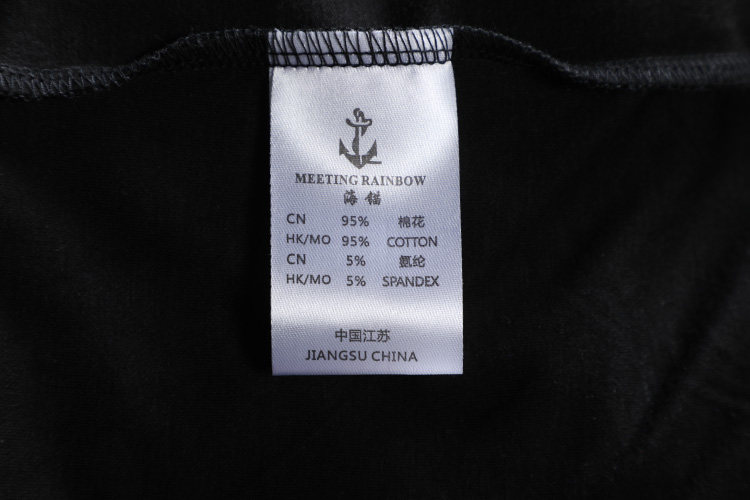 MEETING RAINBOW
海锚
CN 95% 棉花
HK/MO 95% COTTON
CN 5% 氨纶
HK/MO 5% SPANDEX
中国江苏
JIANGSU CHINA